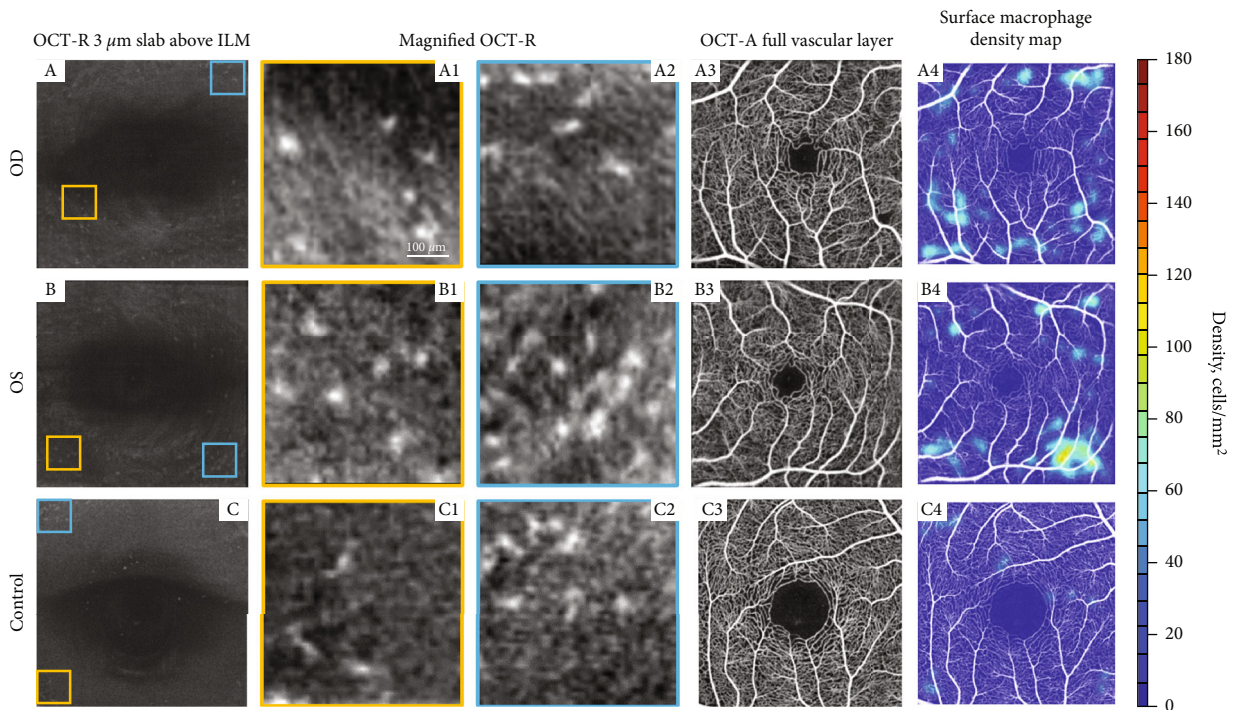 OCT-R 3 μm slab above ILM
Magnified OCT-R
OCT-A full vascular layer
Surface macrophage
density map
OD
A
A1
100 μm
A2
A3
A4
OS
B
B1
B2
B3
B4
Control
C
C1
C2
C3
C4
180
160
140
120
100
80
60
40
20
0
Density, cells/mm²